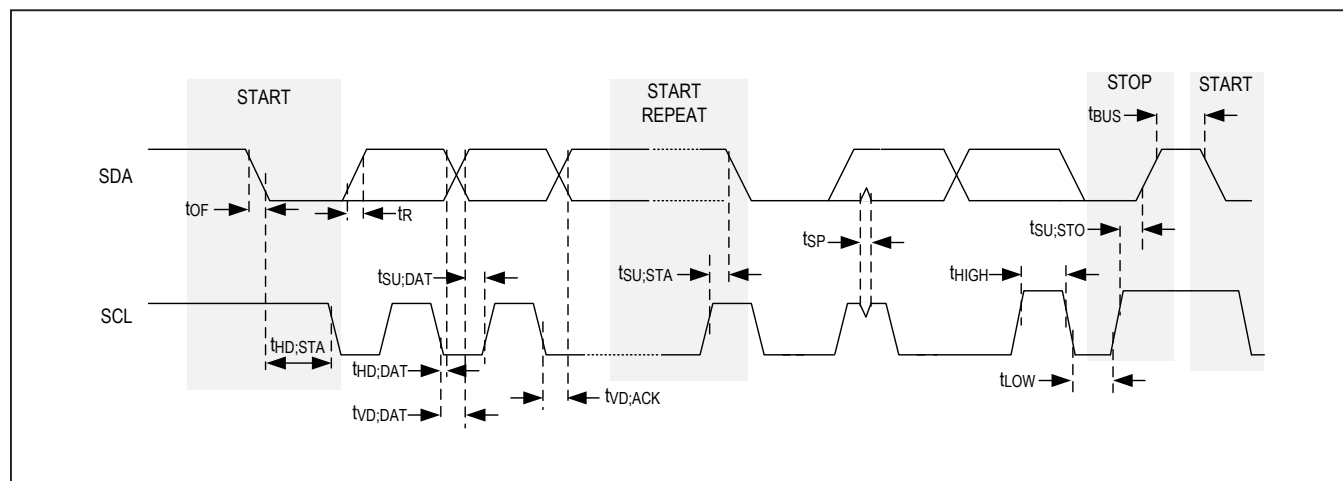 START
START
REPEAT
STOP
START
tBUS
SDA
tOF
tR
tSP
tSU;STO
tSU;DAT
tSU;STA
tHIGH
SCL
tHD;STA
tHD;DAT
tVD;ACK
tLOW
tVD;DAT